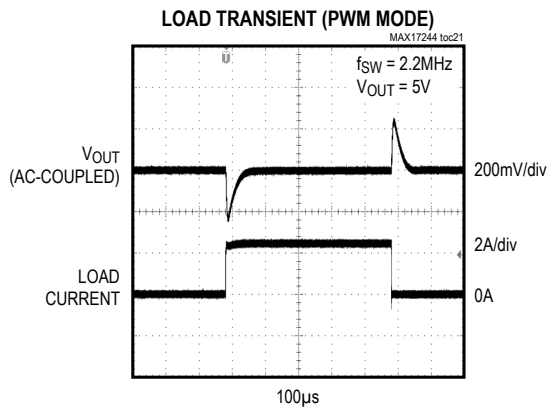 LOAD TRANSIENT (PWM MODE)
MAX17244 toc21
fSW = 2.2MHz
VOUT = 5V
VOUT
(AC-COUPLED)
200mV/div
2A/div
LOAD
CURRENT
0A
100µs